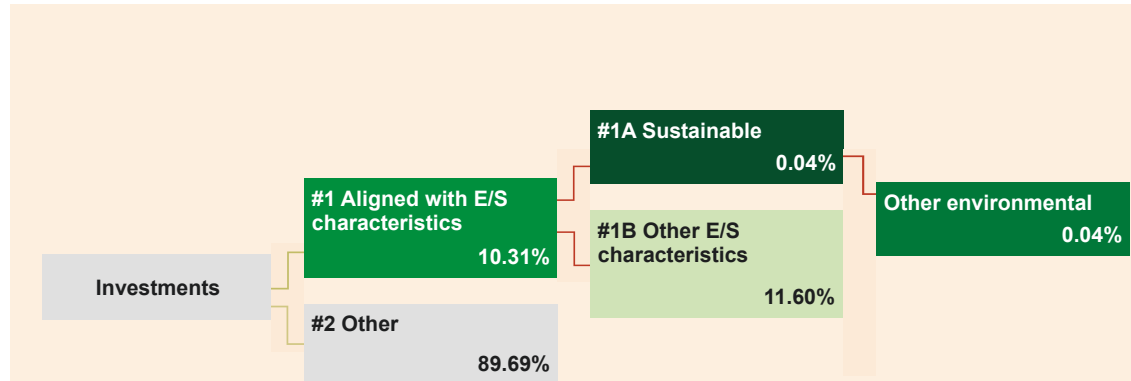 Investments
#1 Aligned with E/S
characteristics
10.31%
#2 Other
89.69%
#1A Sustainable
0.04%
#1B Other E/S
characteristics
11.60%
Other environmental
0.04%